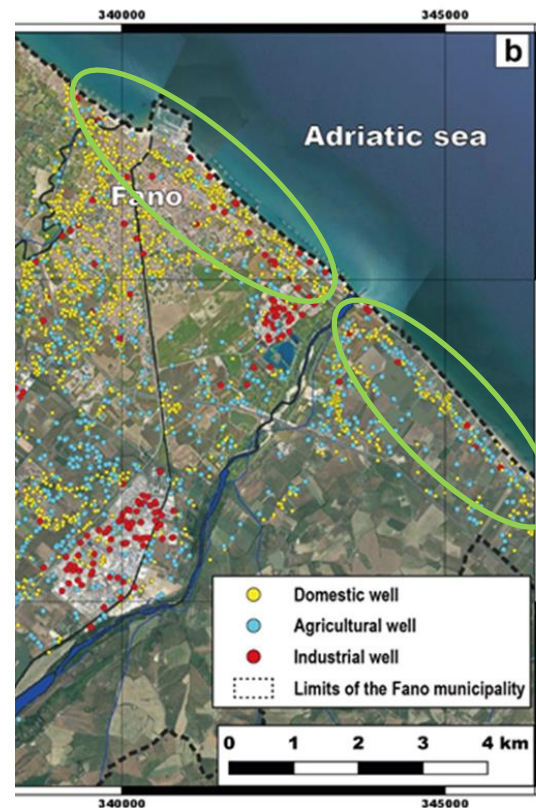 340000 345000
b
Adriatic sea
Fano
Domestic well
Agricultural well
Industrial well
Limits of the Fano municipality
0 1 2 3 4 km
340000 345000